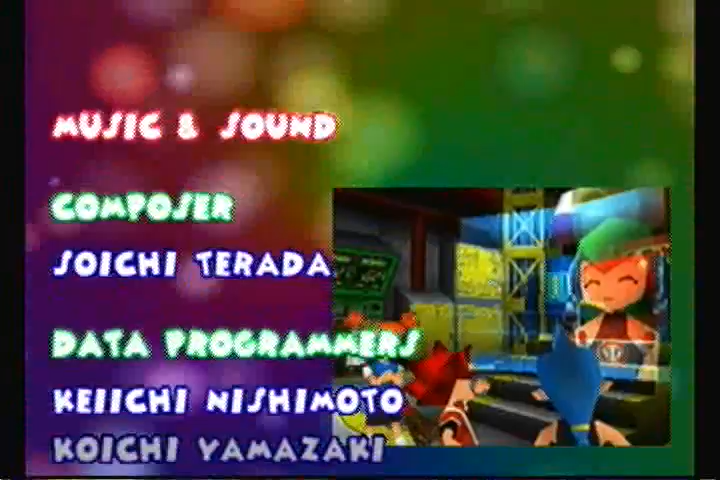 MUSIC & SOUND
COMPOSER
SOICHI TERADA
DATA PROGRAMMERS
KEIICHI NISHIMOTO
KOICHI YAMAZAKI